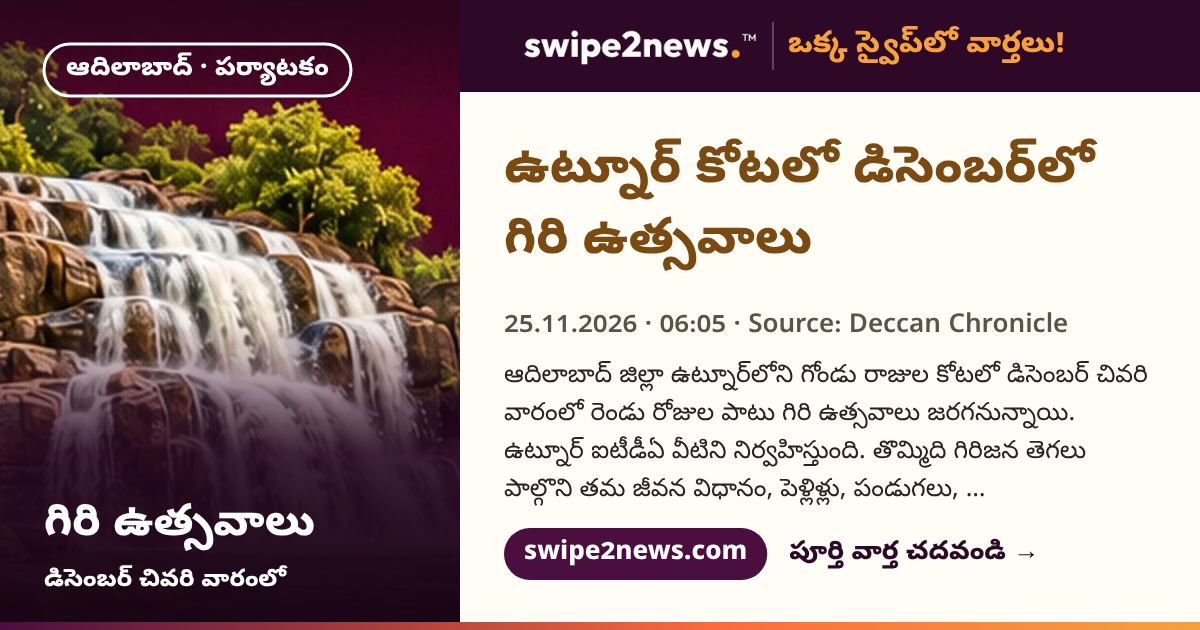 ఆదిలాబాద్ · పర్యాటకం
గిరి ఉత్సవాలు
డిసెంబర్ చివరి వారంలో
swipe2news.™ | ఒక్క స్వైప్‌లో వార్తలు!
ఉట్నూర్ కోటలో డిసెంబర్‌లో
గిరి ఉత్సవాలు
25.11.2026 · 06:05 · Source: Deccan Chronicle
ఆదిలాబాద్ జిల్లా ఉట్నూర్‌లోని గోండు రాజుల కోటలో డిసెంబర్ చివరి
వారంలో రెండు రోజుల పాటు గిరి ఉత్సవాలు జరగనున్నాయి.
ఉట్నూర్ ఐటీడీఏ వీటిని నిర్వహిస్తుంది. తొమ్మిది గిరిజన తెగలు
పాల్గొని తమ జీవన విధానం, పెళ్లిళ్లు, పండుగలు, ...
swipe2news.com పూర్తి వార్త చదవండి →